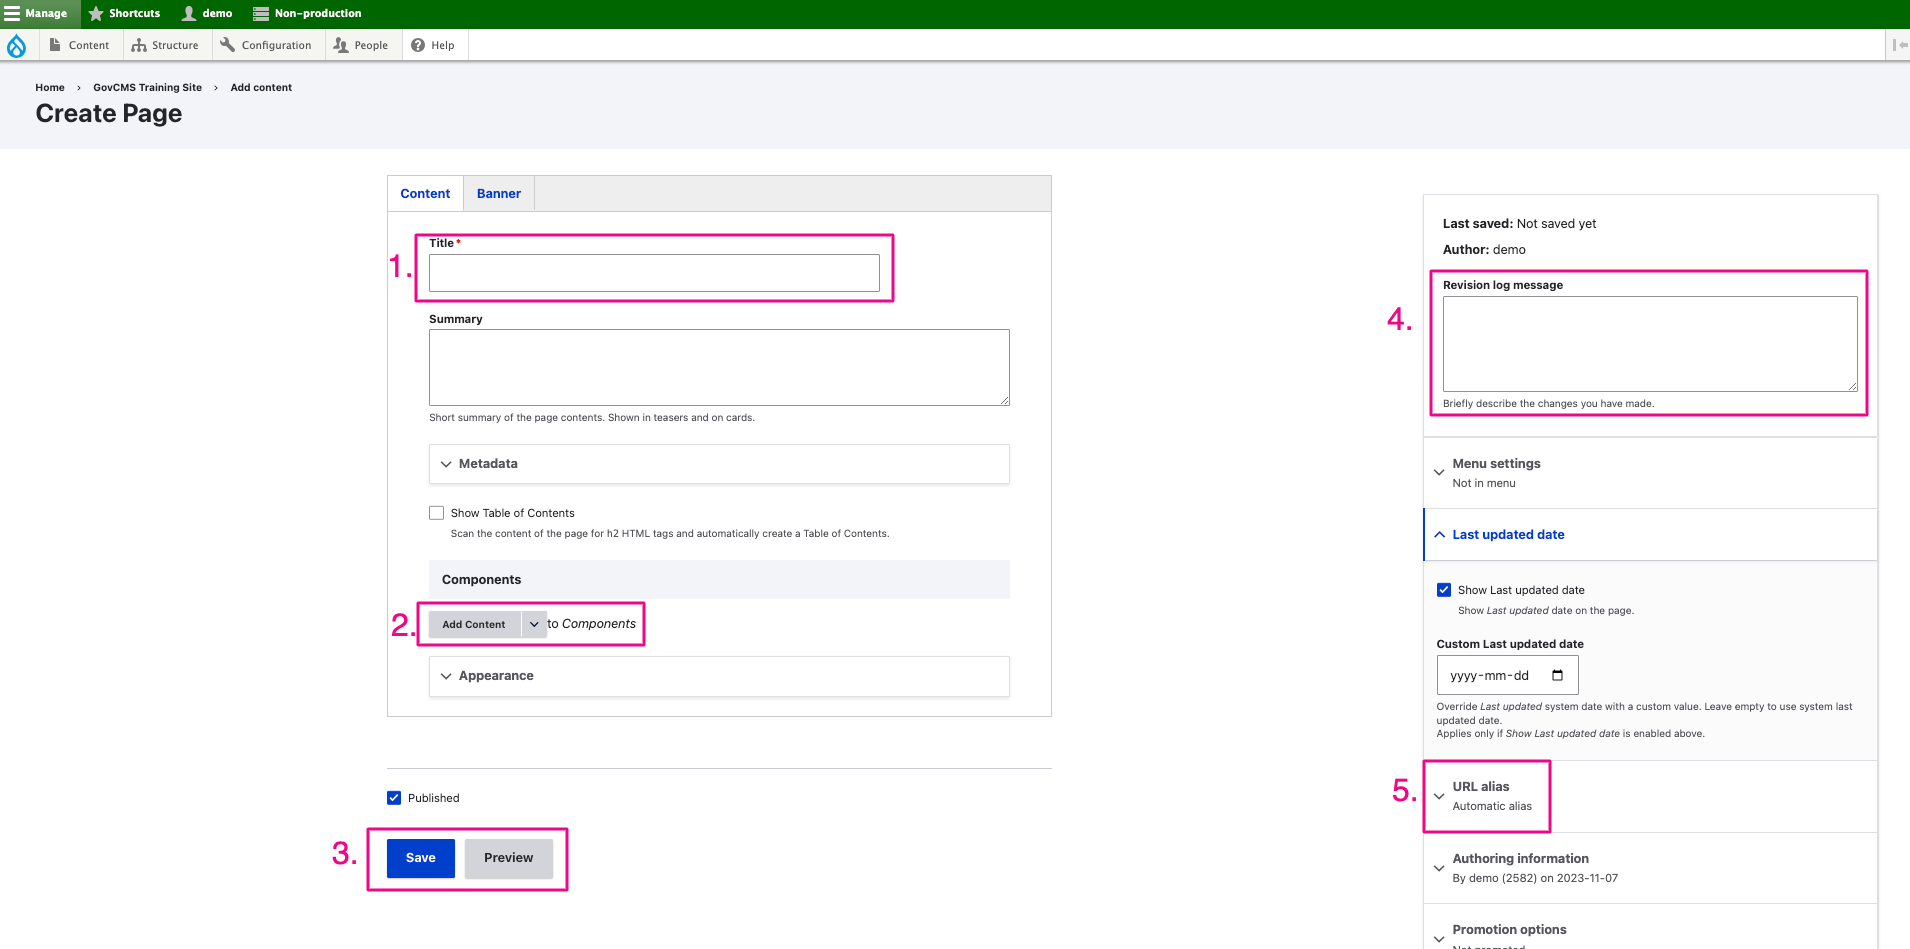 Manage Shortcuts demo Non-production
Content Structure Configuration People Help
Home › GovCMS Training Site › Add content
Create Page
Content Banner
1.
Title *
Summary
Short summary of the page contents. Shown in teasers and on cards.
Metadata
Show Table of Contents
Scan the content of the page for h2 HTML tags and automatically create a Table of Contents.
Components
2.
Add Content to Components
Appearance
Published
3.
Save Preview
Last saved: Not saved yet
Author: demo
4.
Revision log message
Briefly describe the changes you have made.
Menu settings
Not in menu
Last updated date
Show Last updated date
Show Last updated date on the page.
Custom Last updated date
yyyy-mm-dd
Override Last updated system date with a custom value. Leave empty to use system last
updated date.
Applies only if Show Last updated date is enabled above.
5.
URL alias
Automatic alias
Authoring information
By demo (2582) on 2023-11-07
Promotion options